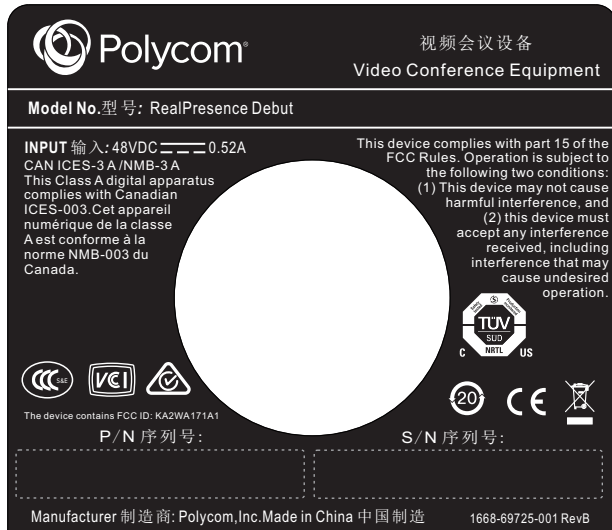 Polycom®
视频会议设备
Video Conference Equipment
Model No.型号: RealPresence Debut
INPUT 输入: 48VDC 0.52A
CAN ICES-3 A /NMB-3 A
This Class A digital apparatus
complies with Canadian
ICES-003.Cet appareil
numérique de la classe
A est conforme à la
norme NMB-003 du
Canada.
This device complies with part 15 of the
FCC Rules. Operation is subject to
the following two conditions:
(1) This device may not cause
harmful interference, and
(2) this device must
accept any interference
received, including
interference that may
cause undesired
operation.
TÜV
SUD
C NRTL US
CCC S&E
VCI
20
CE
The device contains FCC ID: KA2WA171A1
P/N 序列号:
S/N 序列号:
Manufacturer 制造商: Polycom,Inc.Made in China 中国制造
1668-69725-001 RevB